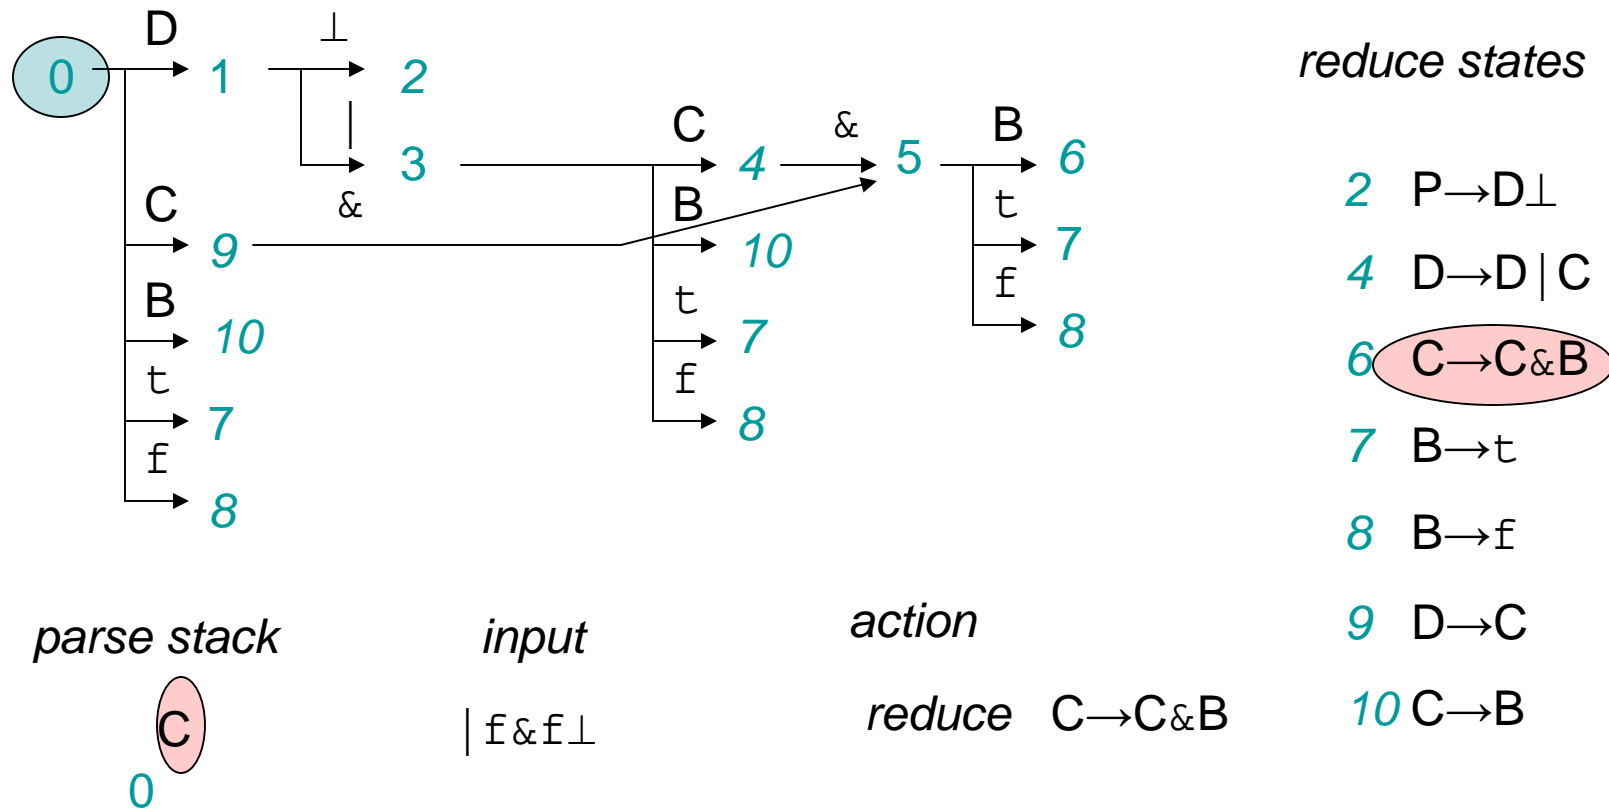 D ⊥
0 1 2
reduce states
| C & B
3 4 5 6
& B t
C
9 10 7
B t f
10 7 8
t f
7 8
f
8
2 P→D⊥
4 D→D|C
6 C→C&B
7 B→t
8 B→f
9 D→C
10 C→B
parse stack input action
C |f&f⊥ reduce C→C&B
0